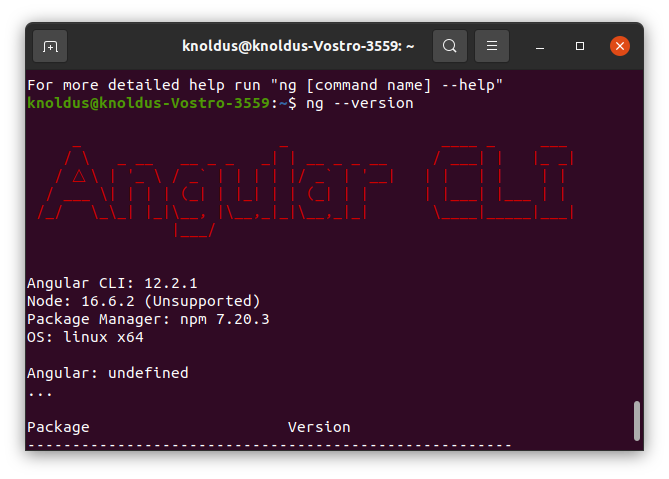 knoldus@knoldus-Vostro-3559: ~
For more detailed help run "ng [command name] --help"
knoldus@knoldus-Vostro-3559:~$ ng --version
Angular CLI
Angular CLI: 12.2.1
Node: 16.6.2 (Unsupported)
Package Manager: npm 7.20.3
OS: linux x64
Angular: undefined
...
Package                      Version
------------------------------------------------------